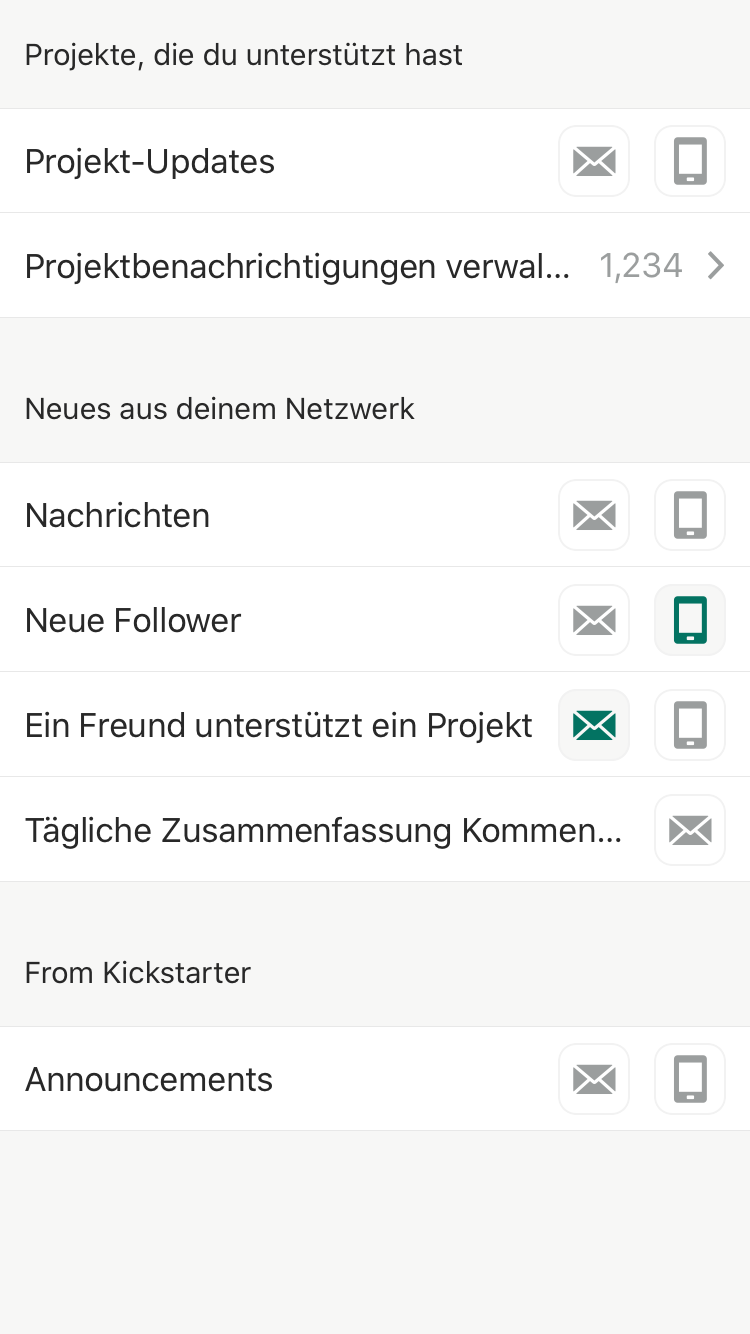 Projekte, die du unterstützt hast
Projekt-Updates
Projektbenachrichtigungen verwal... 1,234
Neues aus deinem Netzwerk
Nachrichten
Neue Follower
Ein Freund unterstützt ein Projekt
Tägliche Zusammenfassung Kommen...
From Kickstarter
Announcements